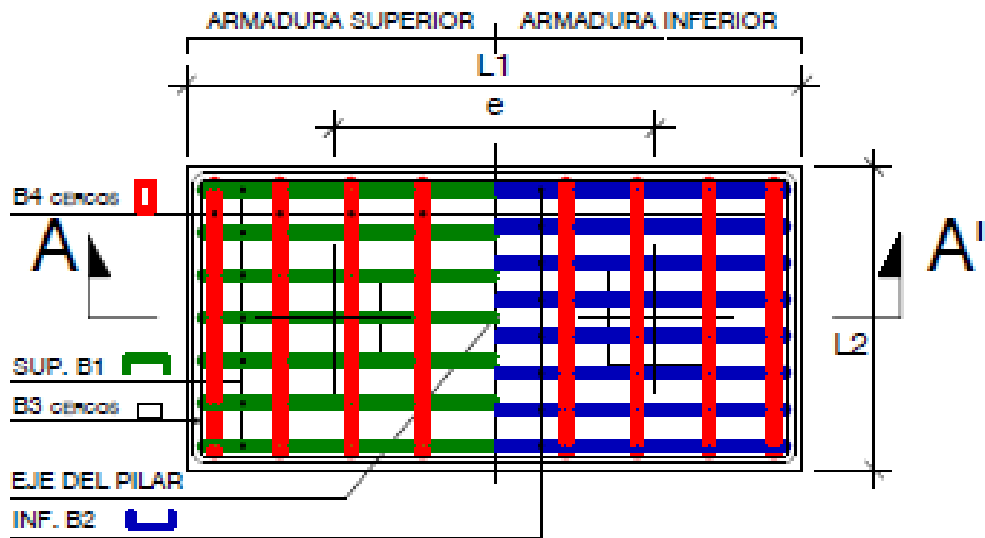 ARMADURA SUPERIOR ARMADURA INFERIOR
L1
e
B4 CERCOS
A A'
L2
SUP. B1
B3 CERCOS
EJE DEL PILAR
INF. B2